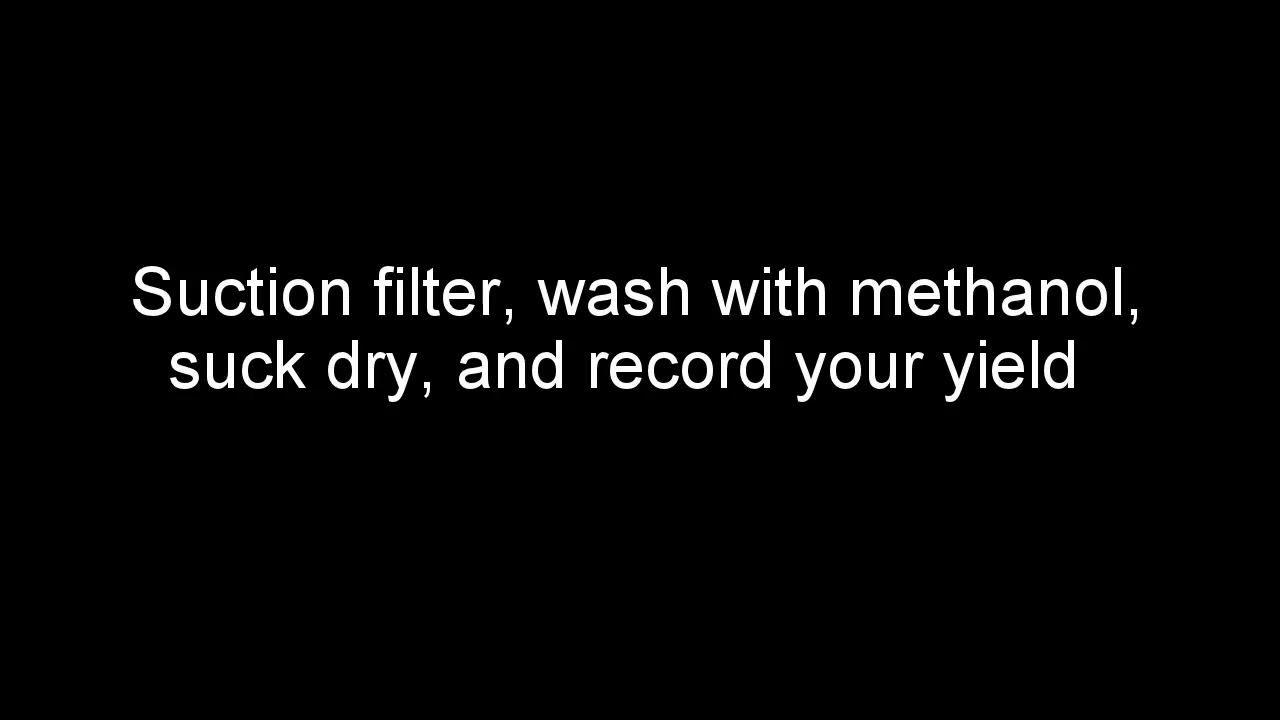 Suction filter, wash with methanol,
suck dry, and record your yield